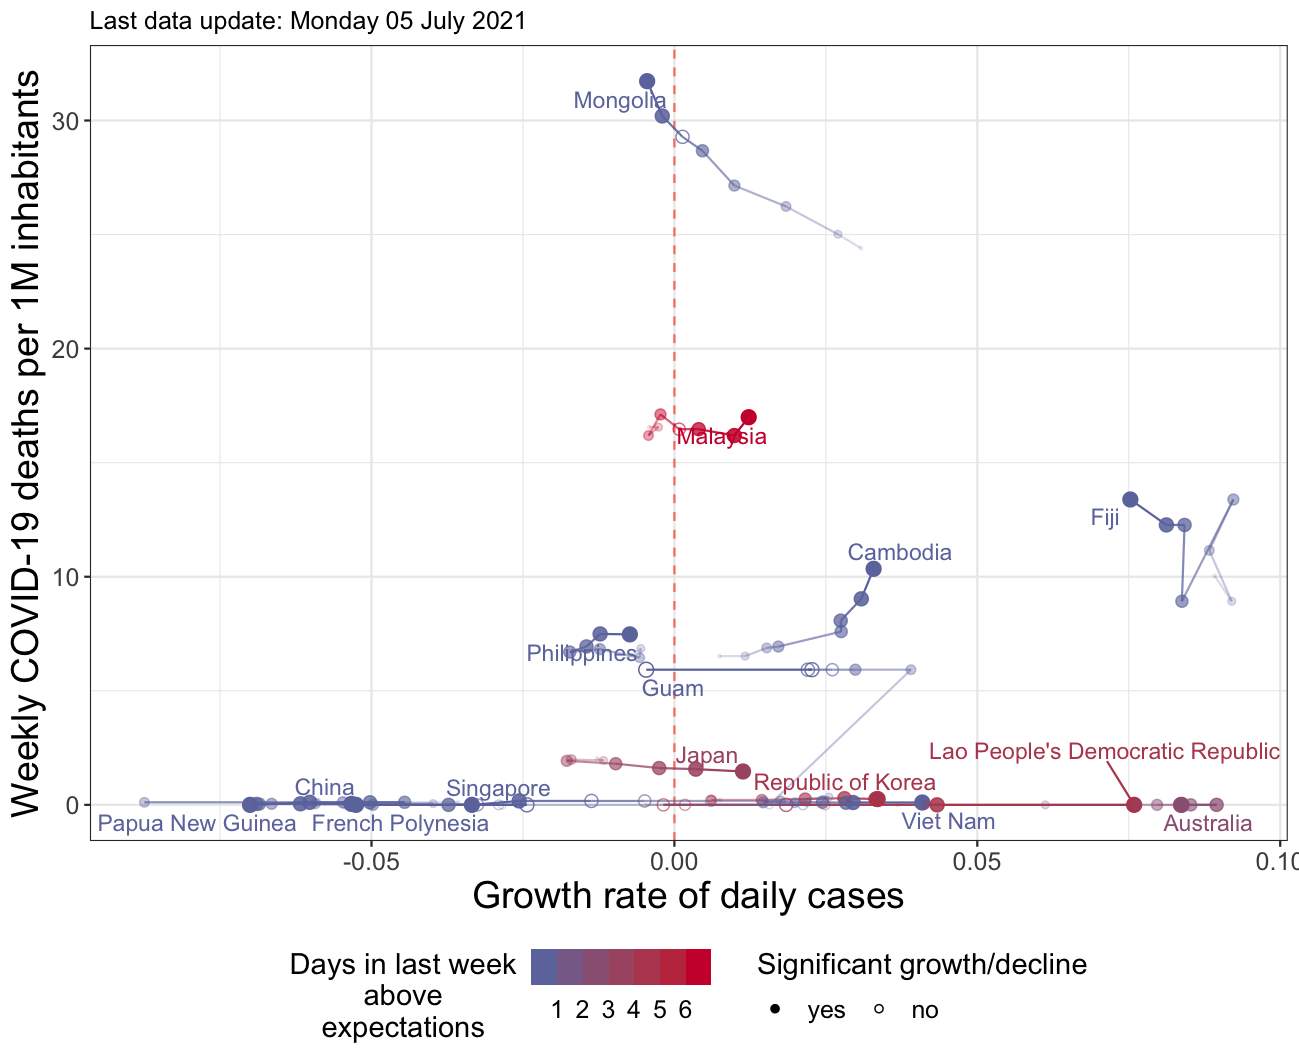 Last data update: Monday 05 July 2021
Weekly COVID-19 deaths per 1M inhabitants
30
20
10
0
Mongolia
Malaysia
Fiji
Cambodia
Philippines
Guam
Japan
Lao People's Democratic Republic
Republic of Korea
China
Singapore
Papua New Guinea
French Polynesia
Viet Nam
Australia
-0.05
0.00
0.05
0.10
Growth rate of daily cases
Days in last week
above
expectations
1 2 3 4 5 6
Significant growth/decline
yes
no